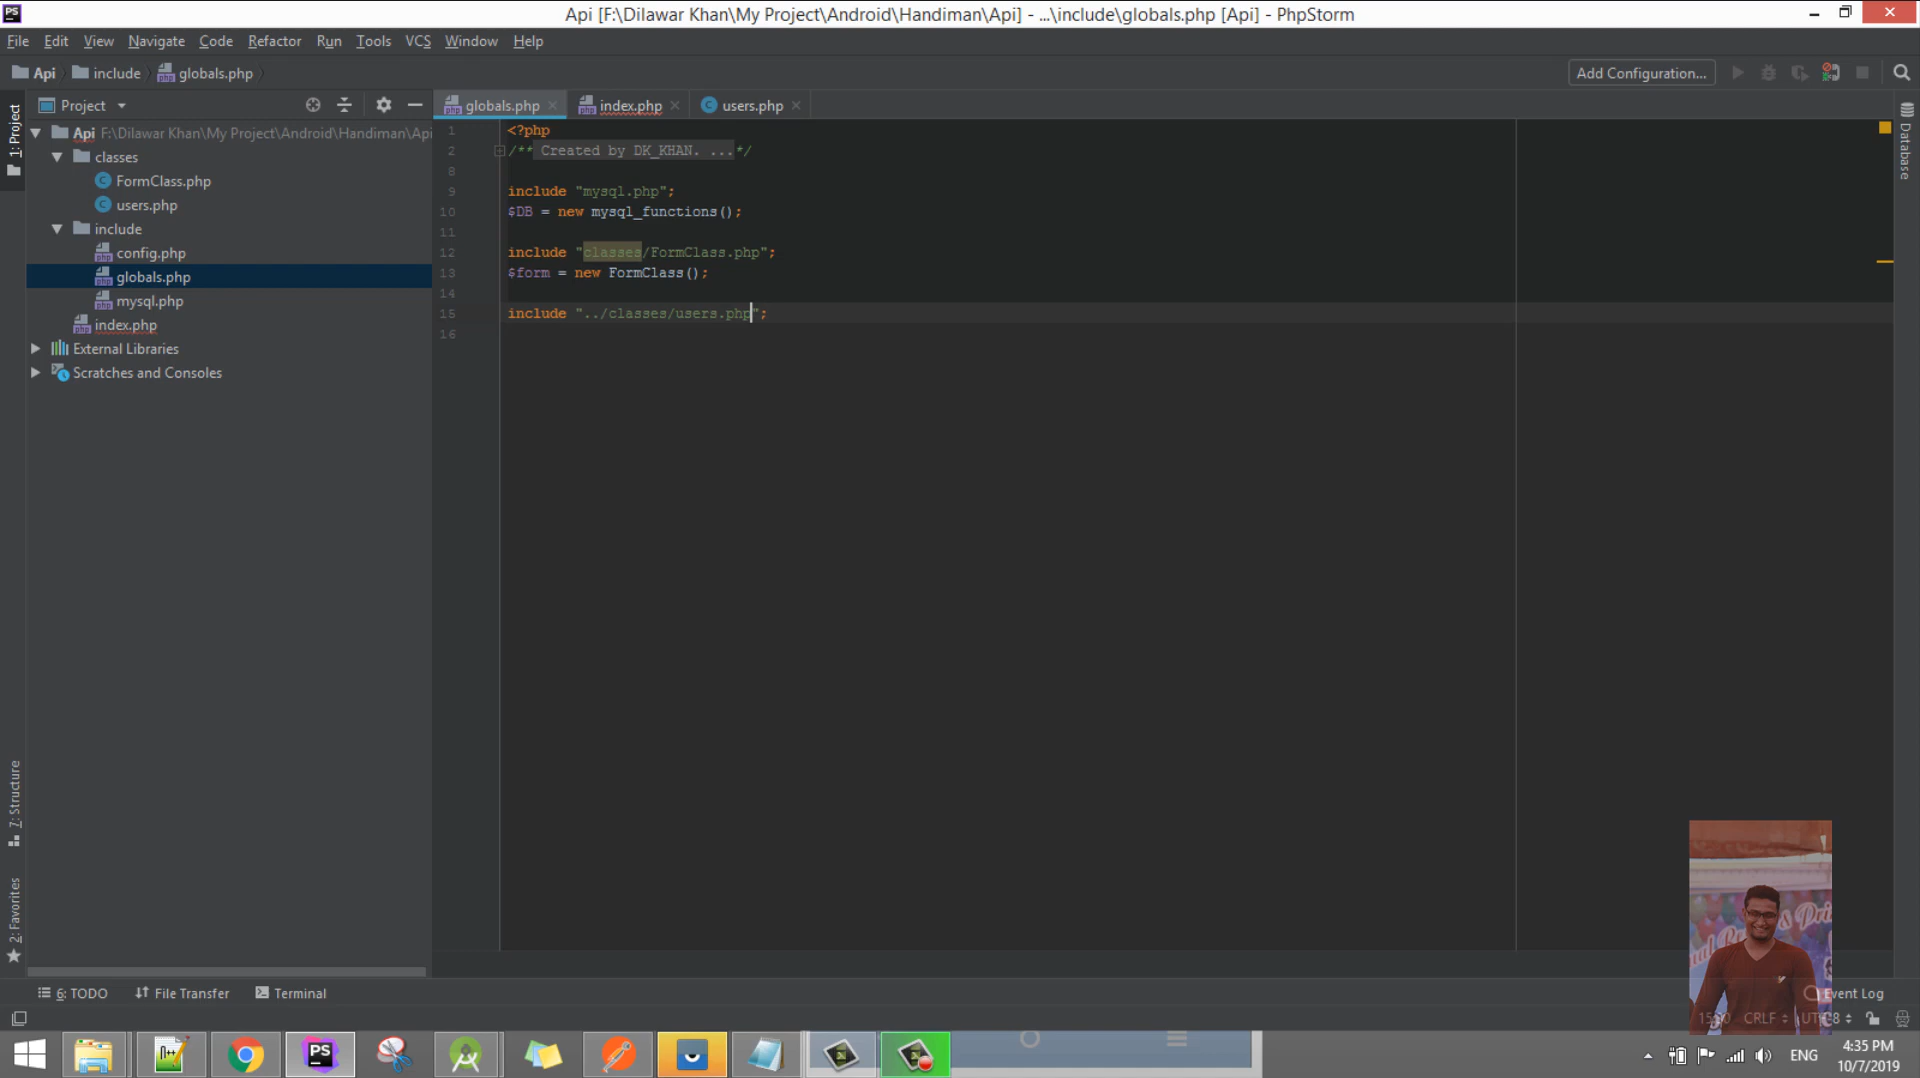 Api [F:\Dilawar Khan\My Project\Android\Handiman\Api] - ...\include\globals.php [Api] - PhpStorm
File Edit View Navigate Code Refactor Run Tools VCS Window Help
Api include globals.php
Add Configuration...
Project
globals.php index.php users.php
1: Project
Api F:\Dilawar Khan\My Project\Android\Handiman\Api
classes
FormClass.php
users.php
include
config.php
globals.php
mysql.php
index.php
External Libraries
Scratches and Consoles
1 <?php
2 /** Created by DK_KHAN. ...*/
8
9 include "mysql.php";
10 $DB = new mysql_functions();
11
12 include "classes/FormClass.php";
13 $form = new FormClass();
14
15 include "../classes/users.php";
16
Database
7: Structure
2: Favorites
6: TODO File Transfer Terminal
Event Log
CRLF
PS
ENG
4:35 PM
10/7/2019